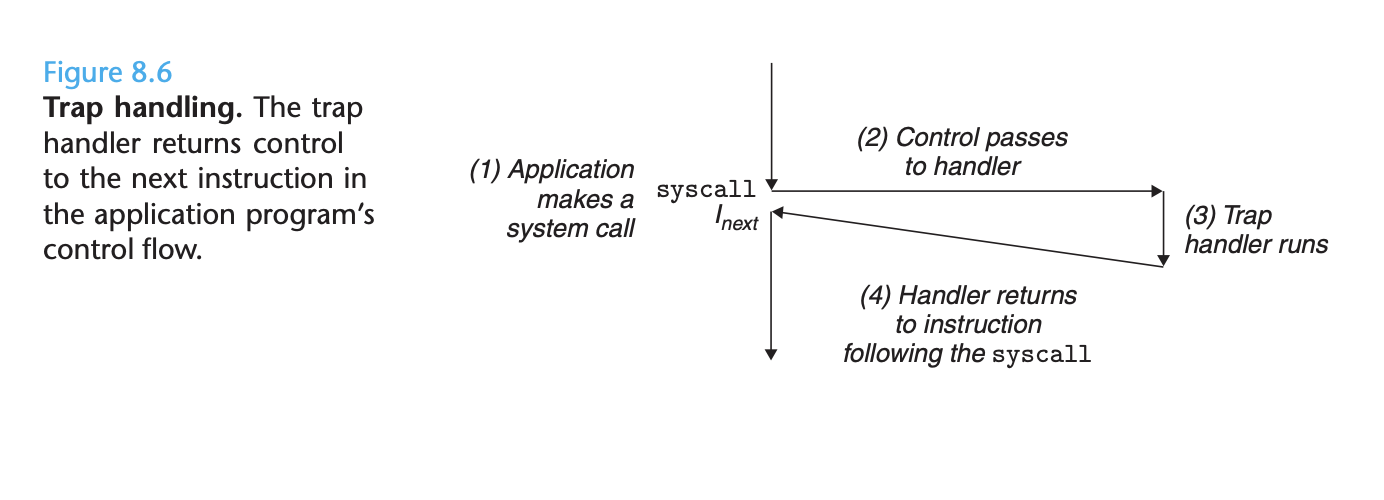 Figure 8.6
Trap handling. The trap
handler returns control
to the next instruction in
the application program's
control flow.
(1) Application
makes a
system call
syscall
Inext
(2) Control passes
to handler
(3) Trap
handler runs
(4) Handler returns
to instruction
following the syscall